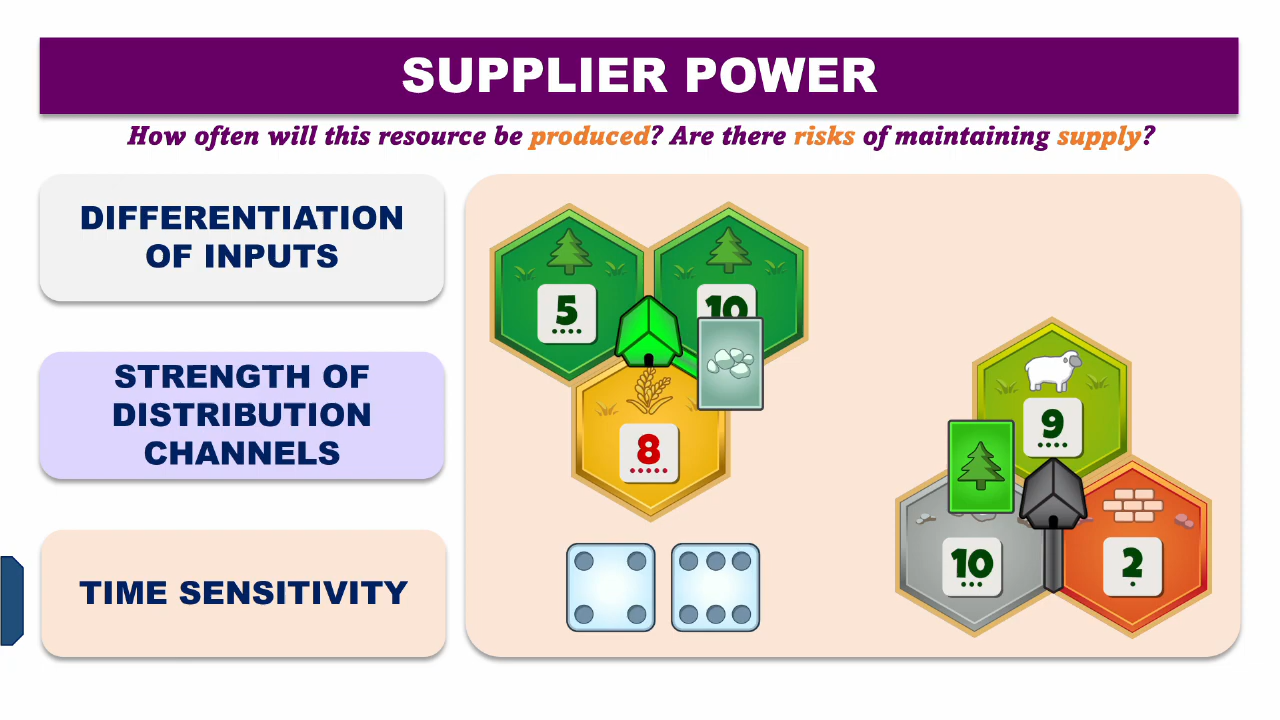 SUPPLIER POWER
How often will this resource be produced? Are there risks of maintaining supply?
DIFFERENTIATION
OF INPUTS
STRENGTH OF
DISTRIBUTION
CHANNELS
TIME SENSITIVITY
5
10
8
9
10
2